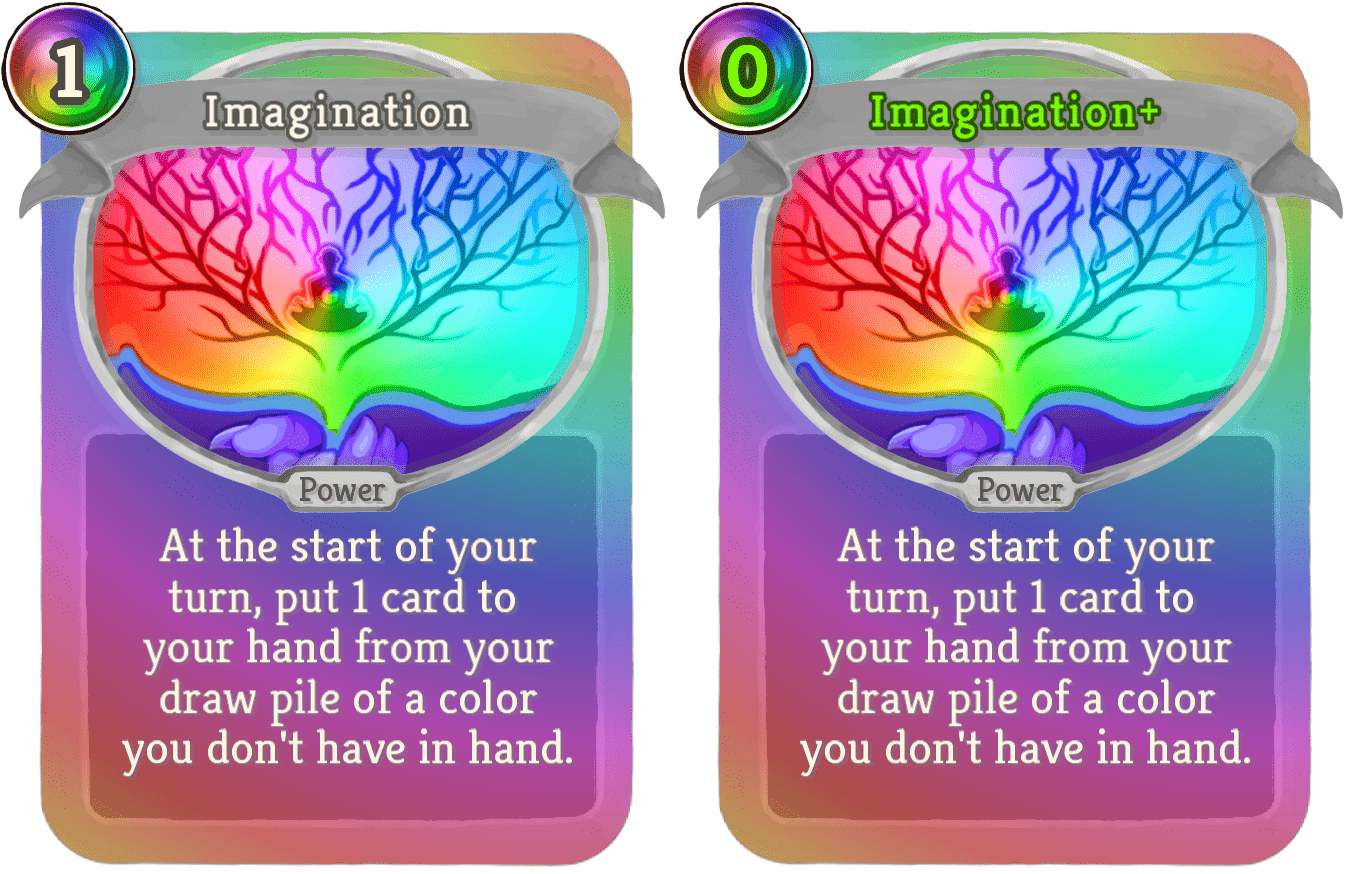 1
Imagination
Power
At the start of your
turn, put 1 card to
your hand from your
draw pile of a color
you don't have in hand.
0
Imagination+
Power
At the start of your
turn, put 1 card to
your hand from your
draw pile of a color
you don't have in hand.